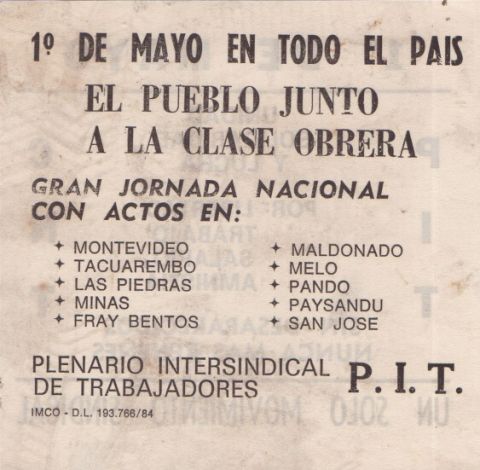 1º DE MAYO EN TODO EL PAIS
EL PUEBLO JUNTO
A LA CLASE OBRERA
GRAN JORNADA NACIONAL
CON ACTOS EN:
✦ MONTEVIDEO
✦ TACUAREMBO
✦ LAS PIEDRAS
✦ MINAS
✦ FRAY BENTOS
✦ MALDONADO
✦ MELO
✦ PANDO
✦ PAYSANDU
✦ SAN JOSE
PLENARIO INTERSINDICAL
DE TRABAJADORES
P. I. T.
IMCO - D.L. 193.766/84